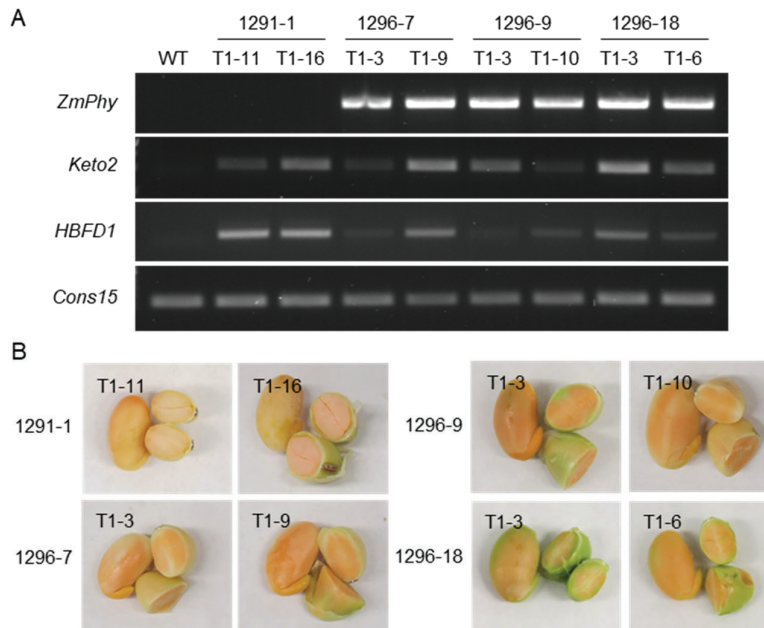 A
1291-1 1296-7 1296-9 1296-18
WT T1-11 T1-16 T1-3 T1-9 T1-3 T1-10 T1-3 T1-6
ZmPhy
Keto2
HBFD1
Cons15
B
1291-1 T1-11 T1-16 1296-9 T1-3 T1-10
1296-7 T1-3 T1-9 1296-18 T1-3 T1-6